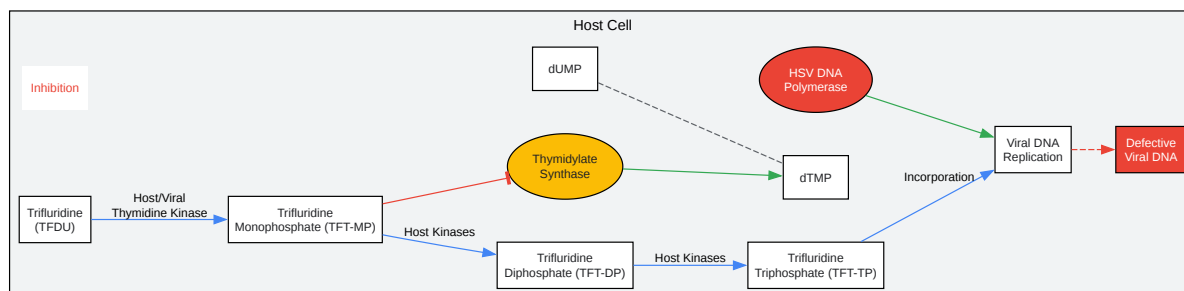 Host Cell
Inhibition
dUMP
HSV DNA
Polymerase
Thymidylate
Synthase
dTMP
Viral DNA
Replication
Defective
Viral DNA
Incorporation
Trifluridine
(TFDU)
Host/Viral
Thymidine Kinase
Trifluridine
Monophosphate (TFT-MP)
Host Kinases
Trifluridine
Diphosphate (TFT-DP)
Host Kinases
Trifluridine
Triphosphate (TFT-TP)